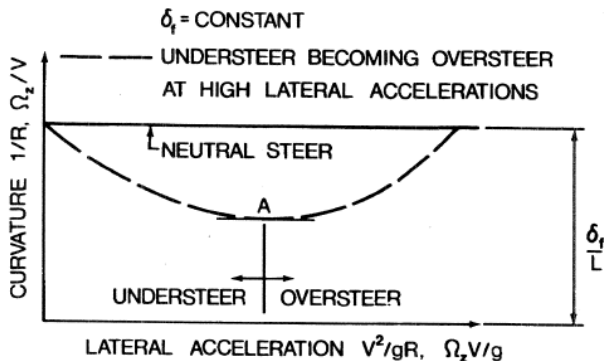 δf = CONSTANT
UNDERSTEER BECOMING OVERSTEER
AT HIGH LATERAL ACCELERATIONS
CURVATURE 1/R, Ωz/V
NEUTRAL STEER
A
δf
L
UNDERSTEER OVERSTEER
LATERAL ACCELERATION V²/gR, ΩzV/g